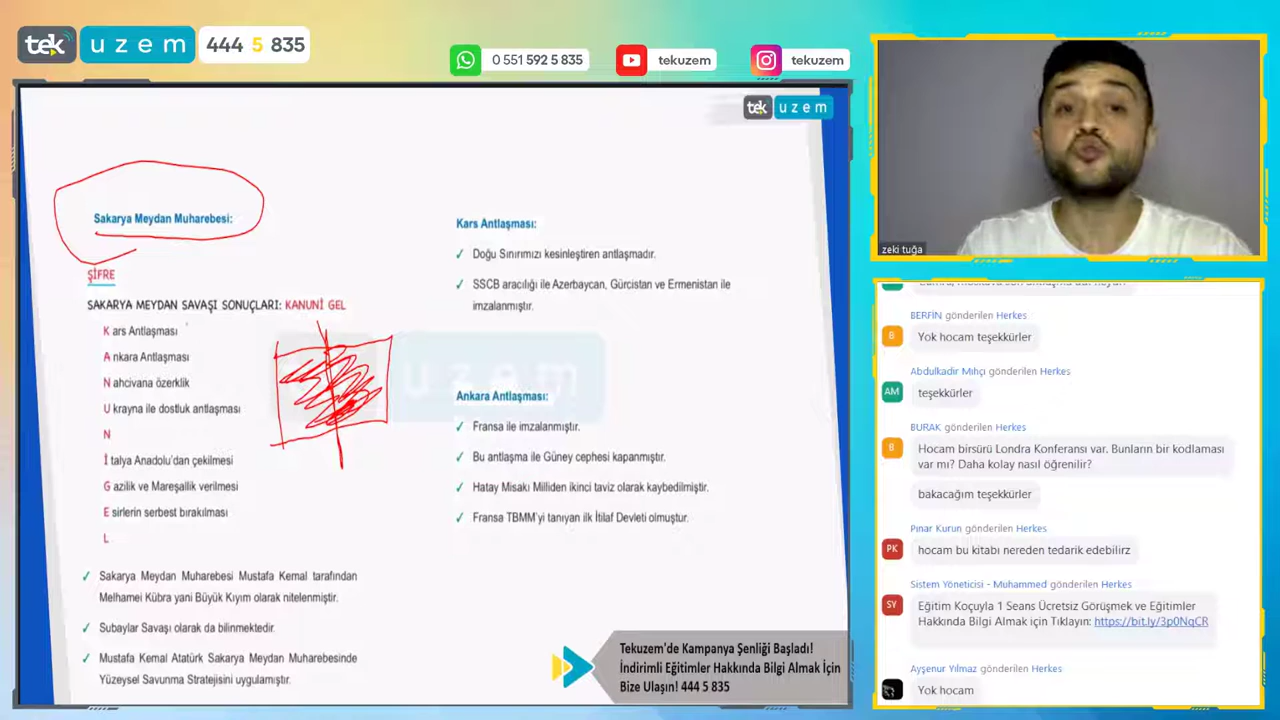 tek uzem 444 5 835
0 551 592 5 835
tekuzem
tekuzem
tek uzem
Sakarya Meydan Muharebesi:
ŞİFRE
SAKARYA MEYDAN SAVAŞI SONUÇLARI: KANUNİ GEL
K ars Antlaşması
A nkara Antlaşması
N ahcivana özerklik
U krayna ile dostluk antlaşması
N
İ talya Anadolu'dan çekilmesi
G azilik ve Mareşallik verilmesi
E sirlerin serbest bırakılması
L
✓ Sakarya Meydan Muharebesi Mustafa Kemal tarafından
Melhamei Kübra yani Büyük Kıyım olarak nitelenmiştir.
✓ Subaylar Savaşı olarak da bilinmektedir.
✓ Mustafa Kemal Atatürk Sakarya Meydan Muharebesinde
Yüzeysel Savunma Stratejisini uygulamıştır.
Kars Antlaşması:
✓ Doğu Sınırımızı kesinleştiren antlaşmadır.
✓ SSCB aracılığı ile Azerbaycan, Gürcistan ve Ermenistan ile
imzalanmıştır.
uzem
Ankara Antlaşması:
✓ Fransa ile imzalanmıştır.
✓ Bu antlaşma ile Güney cephesi kapanmıştır.
✓ Hatay Misakı Milliden ikinci taviz olarak kaybedilmiştir.
✓ Fransa TBMM'yi tanıyan ilk İtilaf Devleti olmuştur.
Tekuzem'de Kampanya Şenliği Başladı!
İndirimli Eğitimler Hakkında Bilgi Almak İçin
Bize Ulaşın! 444 5 835
zeki tuğa
BERFİN gönderilen Herkes
B
Yok hocam teşekkürler
Abdulkadir Mıhçı gönderilen Herkes
AM
teşekkürler
BURAK gönderilen Herkes
B
Hocam birsürü Londra Konferansı var. Bunların bir kodlaması
var mı? Daha kolay nasıl öğrenilir?
bakacağım teşekkürler
Pınar Kurun gönderilen Herkes
PK
hocam bu kitabı nereden tedarik edebilirz
Sistem Yöneticisi - Muhammed gönderilen Herkes
SY
Eğitim Koçuyla 1 Seans Ücretsiz Görüşmek ve Eğitimler
Hakkında Bilgi Almak için Tıklayın: https://bit.ly/3p0NqCR
Ayşenur Yılmaz gönderilen Herkes
Yok hocam